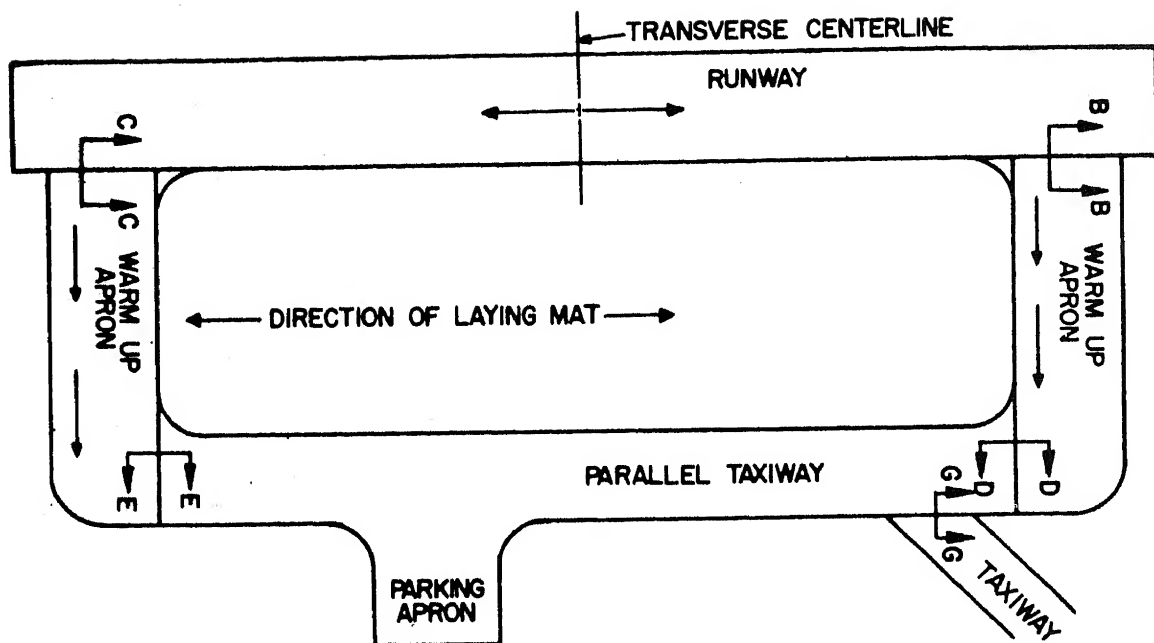 TRANSVERSE CENTERLINE
RUNWAY
C
B
C
B
WARM UP
APRON
WARM UP
APRON
DIRECTION OF LAYING MAT
PARALLEL TAXIWAY
E
E
G
D
D
G
TAXIWAY
PARKING
APRON